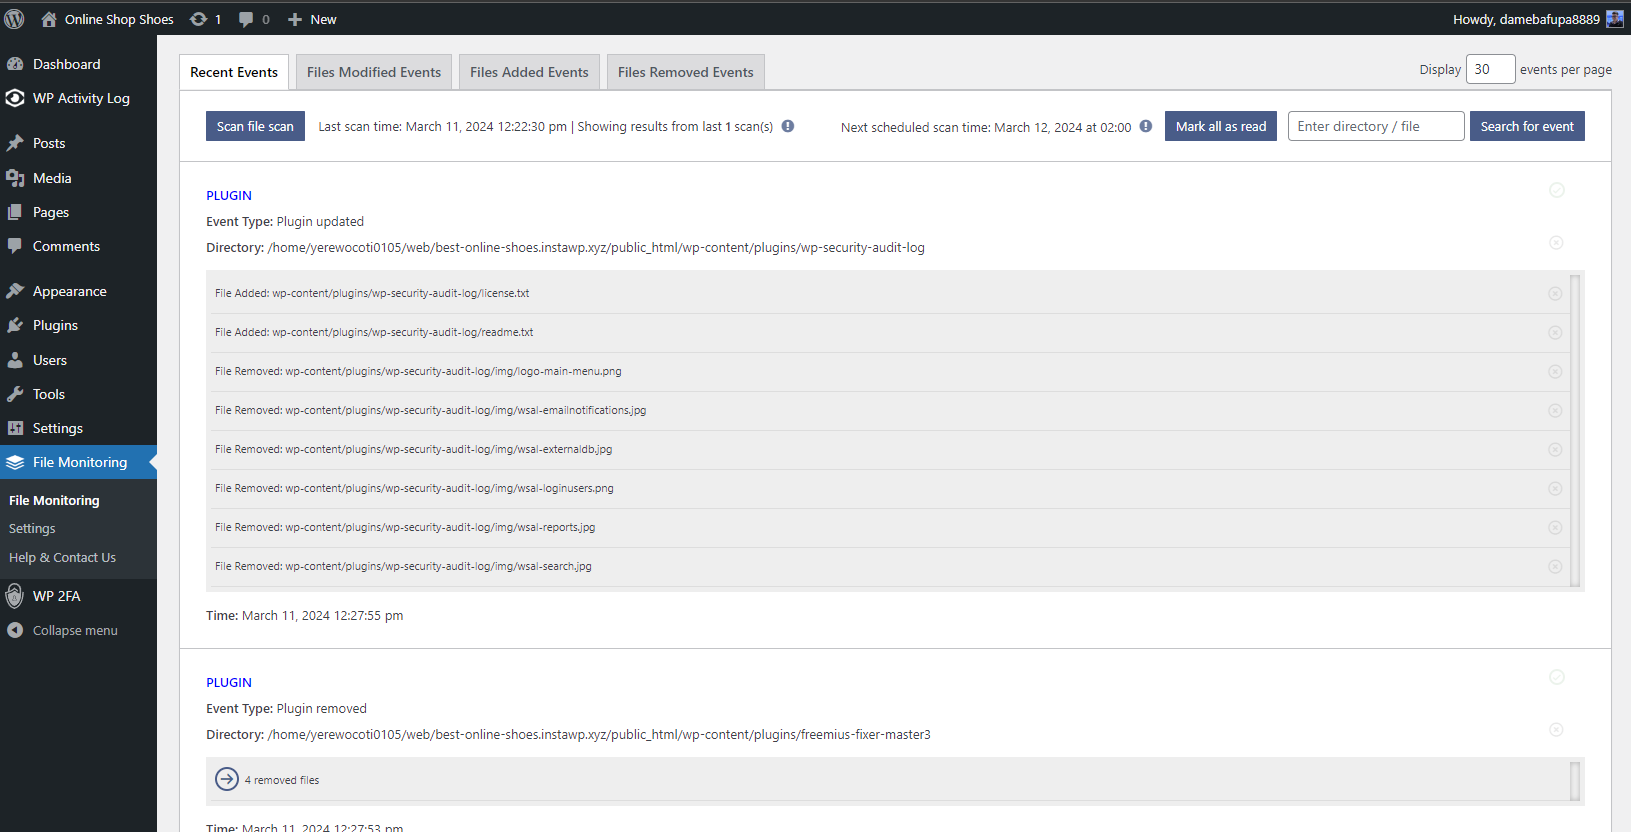 Online Shop Shoes 1 0 New Howdy, damebafupa8889
Dashboard
WP Activity Log
Posts
Media
Pages
Comments
Appearance
Plugins
Users
Tools
Settings
File Monitoring
File Monitoring
Settings
Help & Contact Us
WP 2FA
Collapse menu
Recent Events Files Modified Events Files Added Events Files Removed Events Display 30 events per page
Scan file scan Last scan time: March 11, 2024 12:22:30 pm | Showing results from last 1 scan(s) Next scheduled scan time: March 12, 2024 at 02:00 Mark all as read Enter directory / file Search for event
PLUGIN
Event Type: Plugin updated
Directory: /home/yerewocoti0105/web/best-online-shoes.instawp.xyz/public_html/wp-content/plugins/wp-security-audit-log
File Added: wp-content/plugins/wp-security-audit-log/license.txt
File Added: wp-content/plugins/wp-security-audit-log/readme.txt
File Removed: wp-content/plugins/wp-security-audit-log/img/logo-main-menu.png
File Removed: wp-content/plugins/wp-security-audit-log/img/wsal-emailnotifications.jpg
File Removed: wp-content/plugins/wp-security-audit-log/img/wsal-externaldb.jpg
File Removed: wp-content/plugins/wp-security-audit-log/img/wsal-loginusers.png
File Removed: wp-content/plugins/wp-security-audit-log/img/wsal-reports.jpg
File Removed: wp-content/plugins/wp-security-audit-log/img/wsal-search.jpg
Time: March 11, 2024 12:27:55 pm
PLUGIN
Event Type: Plugin removed
Directory: /home/yerewocoti0105/web/best-online-shoes.instawp.xyz/public_html/wp-content/plugins/freemius-fixer-master3
4 removed files
Time: March 11, 2024 12:27:53 pm